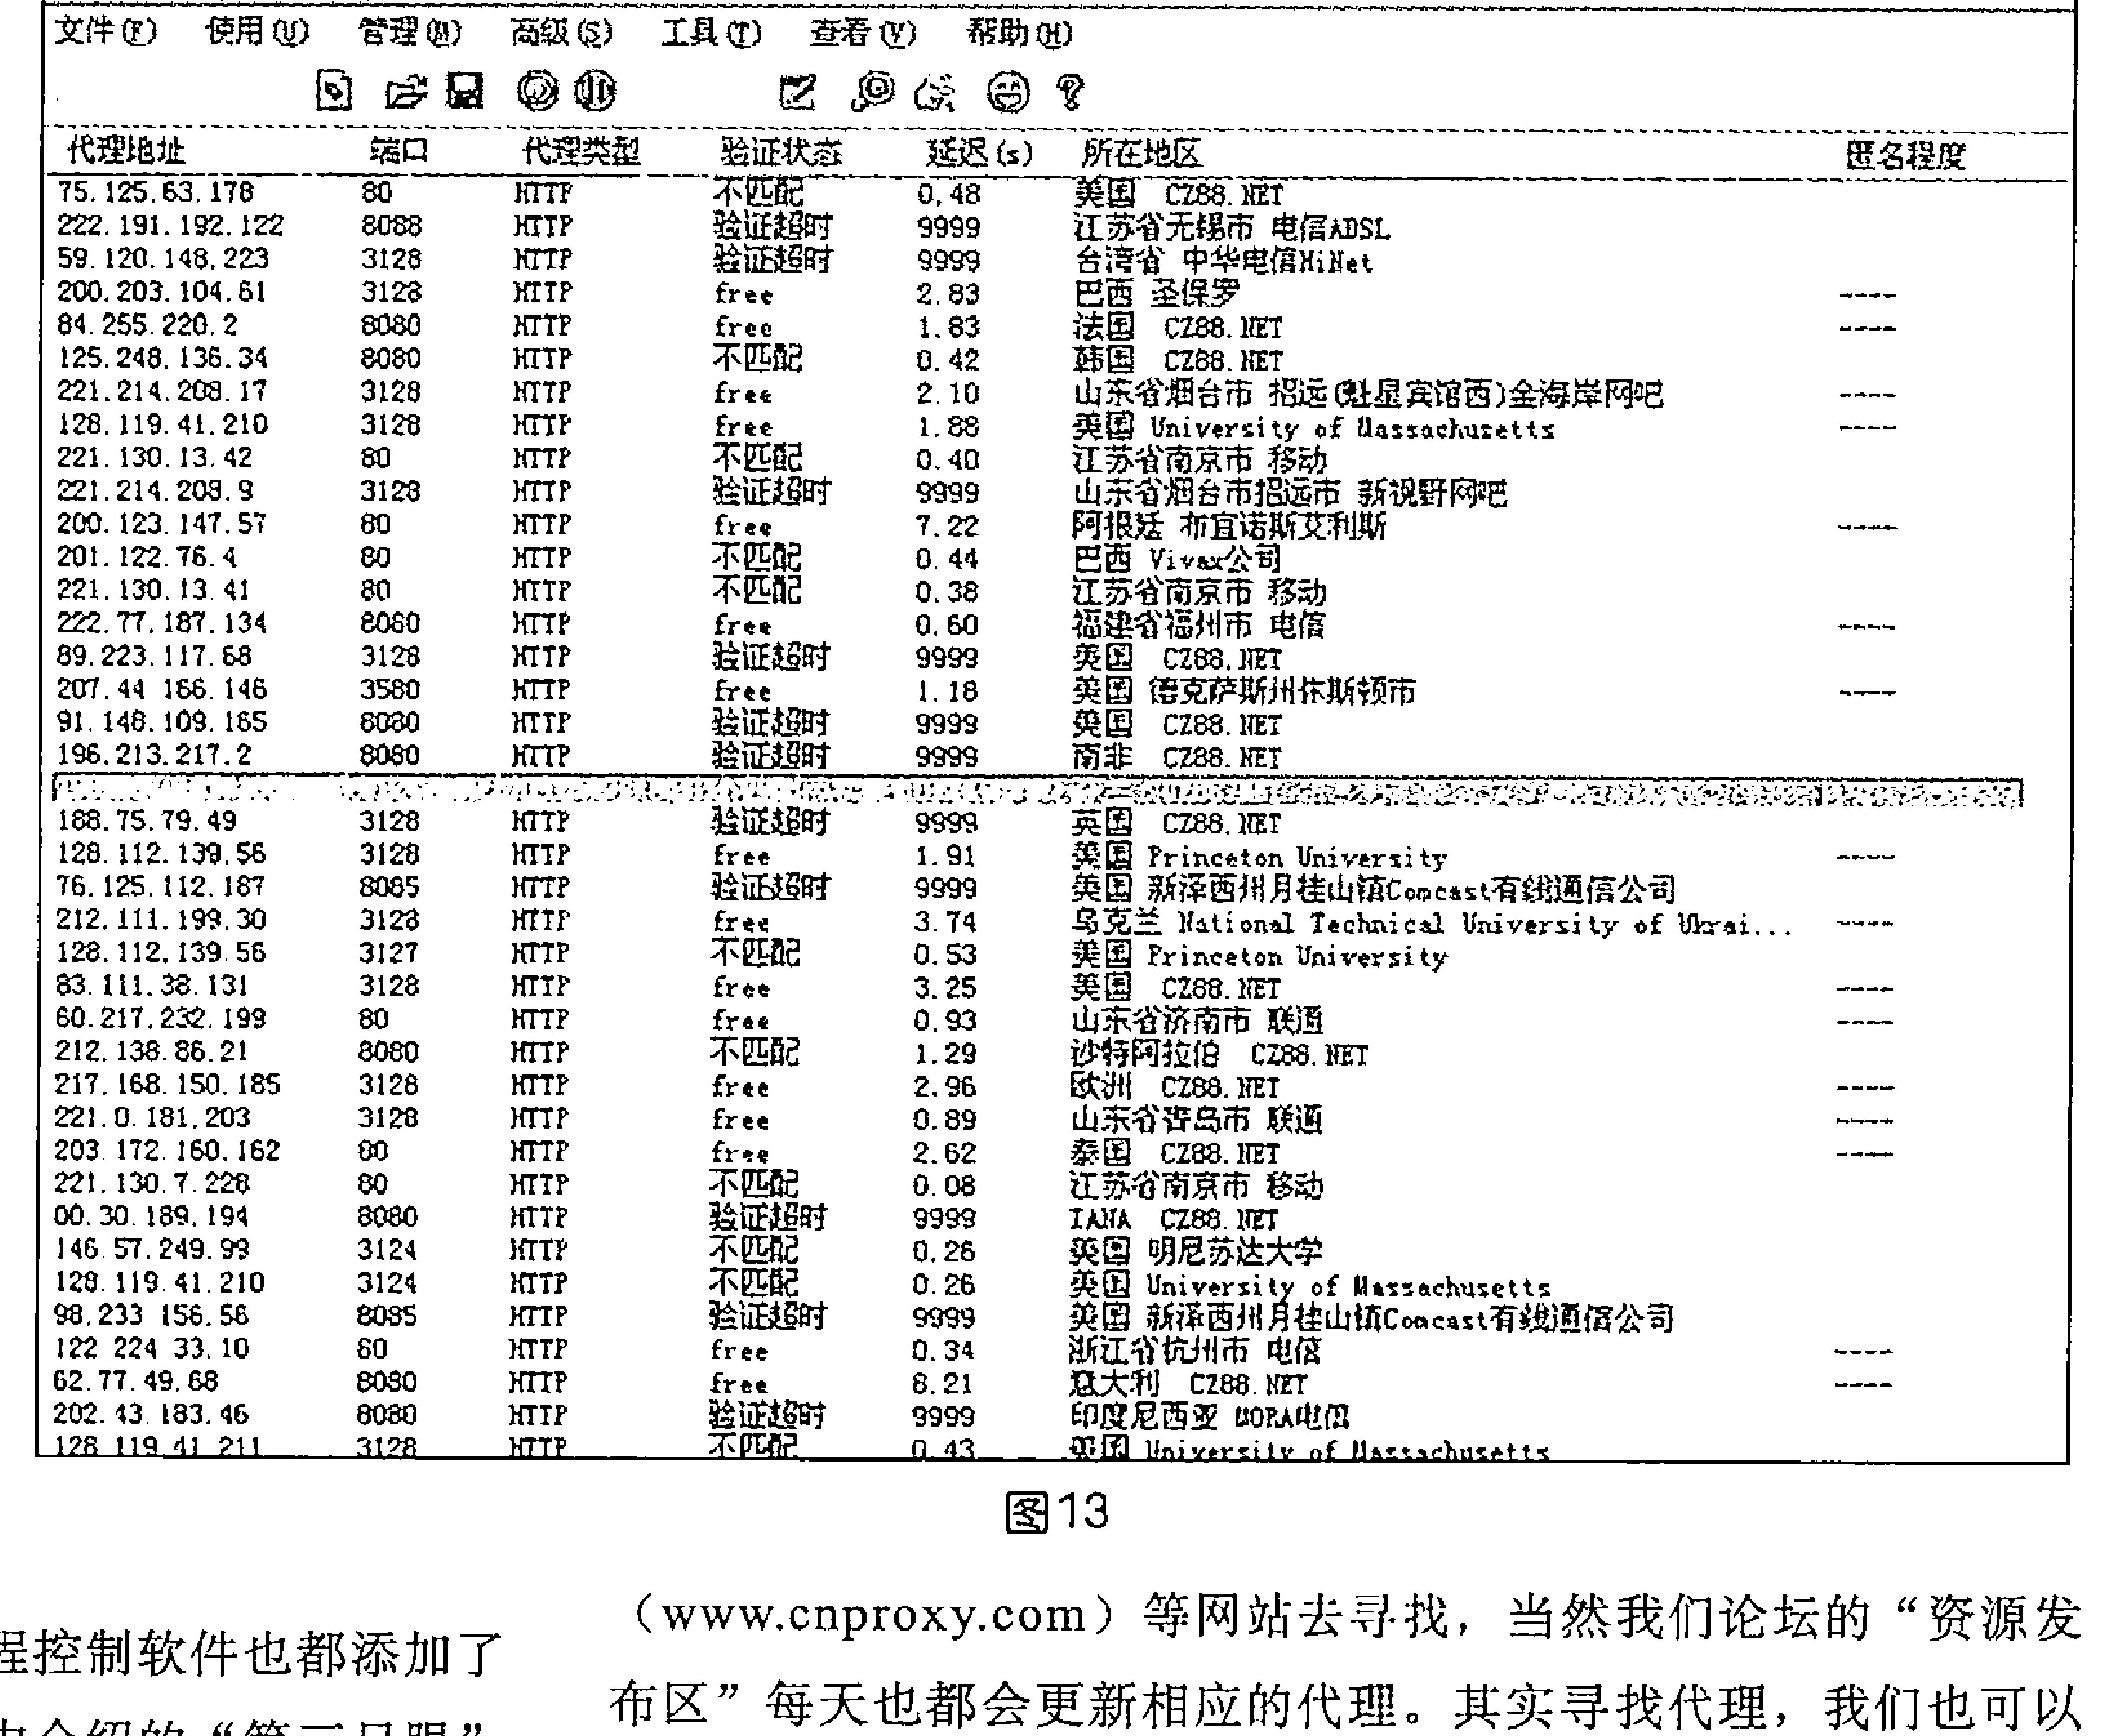 文件(F) 使用(U) 管理(M) 高级(S) 工具(T) 查看(V) 帮助(H)
代理地址 端口 代理类型 验证状态 延迟(s) 所在地区 匿名程度
75.125.63.178 80 HTTP 不匹配 0.48 美国 CZ88.NET
222.191.192.122 8088 HTTP 验证超时 9999 江苏省无锡市 电信ADSL
59.120.148.223 3128 HTTP 验证超时 9999 台湾省 中华电信HiNet
200.203.104.61 3128 HTTP free 2.83 巴西 圣保罗 ----
84.255.220.2 8080 HTTP free 1.83 法国 CZ88.NET ----
125.248.136.34 8080 HTTP 不匹配 0.42 韩国 CZ88.NET
221.214.208.17 3128 HTTP free 2.10 山东省烟台市 招远(魁星宾馆西)金海岸网吧 ----
128.119.41.210 3128 HTTP free 1.88 美国 University of Massachusetts ----
221.130.13.42 80 HTTP 不匹配 0.40 江苏省南京市 移动
221.214.208.9 3128 HTTP 验证超时 9999 山东省烟台市招远市 新视野网吧
200.123.147.57 80 HTTP free 7.22 阿根廷 布宜诺斯艾利斯 ----
201.122.76.4 80 HTTP 不匹配 0.44 巴西 Vivax公司
221.130.13.41 80 HTTP 不匹配 0.38 江苏省南京市 移动
222.77.187.134 8080 HTTP free 0.60 福建省福州市 电信 ----
89.223.117.68 3128 HTTP 验证超时 9999 美国 CZ88.NET
207.44 166.146 3580 HTTP free 1.18 美国 德克萨斯州休斯顿市 ----
91.148.109.165 8080 HTTP 验证超时 9999 美国 CZ88.NET
196.213.217.2 8080 HTTP 验证超时 9999 南非 CZ88.NET
188.75.79.49 3128 HTTP 验证超时 9999 英国 CZ88.NET
128.112.139.56 3128 HTTP free 1.91 美国 Princeton University ----
76.125.112.187 8085 HTTP 验证超时 9999 美国 新泽西州月桂山镇Comcast有线通信公司
212.111.199.30 3128 HTTP free 3.74 乌克兰 National Technical University of Ukrai... ----
128.112.139.56 3127 HTTP 不匹配 0.53 美国 Princeton University
83.111.38.131 3128 HTTP free 3.25 美国 CZ88.NET ----
60.217.232.199 80 HTTP free 0.93 山东省济南市 联通 ----
212.138.86.21 8080 HTTP 不匹配 1.29 沙特阿拉伯 CZ88.NET
217.168.150.185 3128 HTTP free 2.96 欧洲 CZ88.NET ----
221.0.181.203 3128 HTTP free 0.89 山东省青岛市 联通 ----
203 172.160.162 80 HTTP free 2.62 泰国 CZ88.NET ----
221.130.7.228 80 HTTP 不匹配 0.08 江苏省南京市 移动
00.30.189.194 8080 HTTP 验证超时 9999 IANA CZ88.NET
146 57.249.99 3124 HTTP 不匹配 0.26 美国 明尼苏达大学
128.119.41.210 3124 HTTP 不匹配 0.26 美国 University of Massachusetts
98.233 156.56 8085 HTTP 验证超时 9999 美国 新泽西州月桂山镇Comcast有线通信公司
122 224.33.10 80 HTTP free 0.34 浙江省杭州市 电信 ----
62.77.49.68 8080 HTTP free 8.21 意大利 CZ88.NET ----
202.43.183.46 8080 HTTP 验证超时 9999 印度尼西亚 MORA电信
128 119.41 211 3128 HTTP 不匹配 0.43 美国 University of Massachusetts
图13
程控制软件也都添加了
（www.cnproxy.com）等网站去寻找，当然我们论坛的“资源发
布区”每天也都会更新相应的代理。其实寻找代理，我们也可以